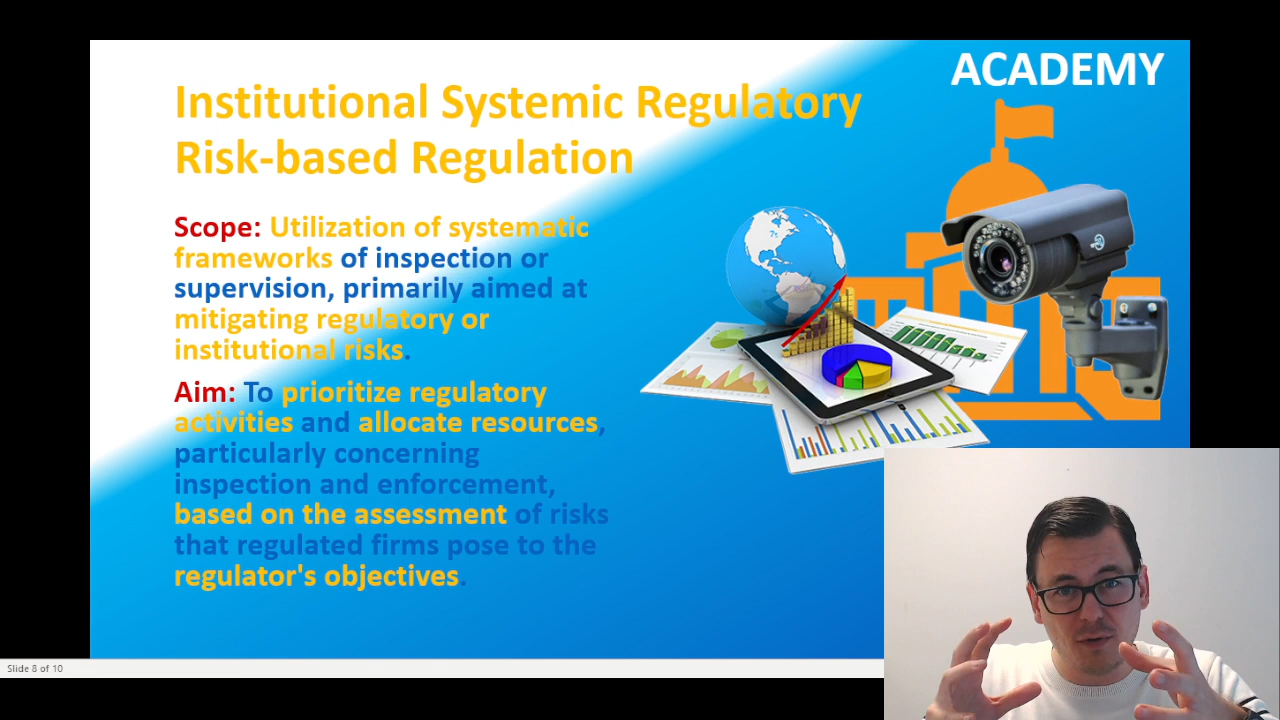 ACADEMY
Institutional Systemic Regulatory
Risk-based Regulation
Scope: Utilization of systematic
frameworks of inspection or
supervision, primarily aimed at
mitigating regulatory or
institutional risks.
Aim: To prioritize regulatory
activities and allocate resources,
particularly concerning
inspection and enforcement,
based on the assessment of risks
that regulated firms pose to the
regulator's objectives.
Slide 8 of 10